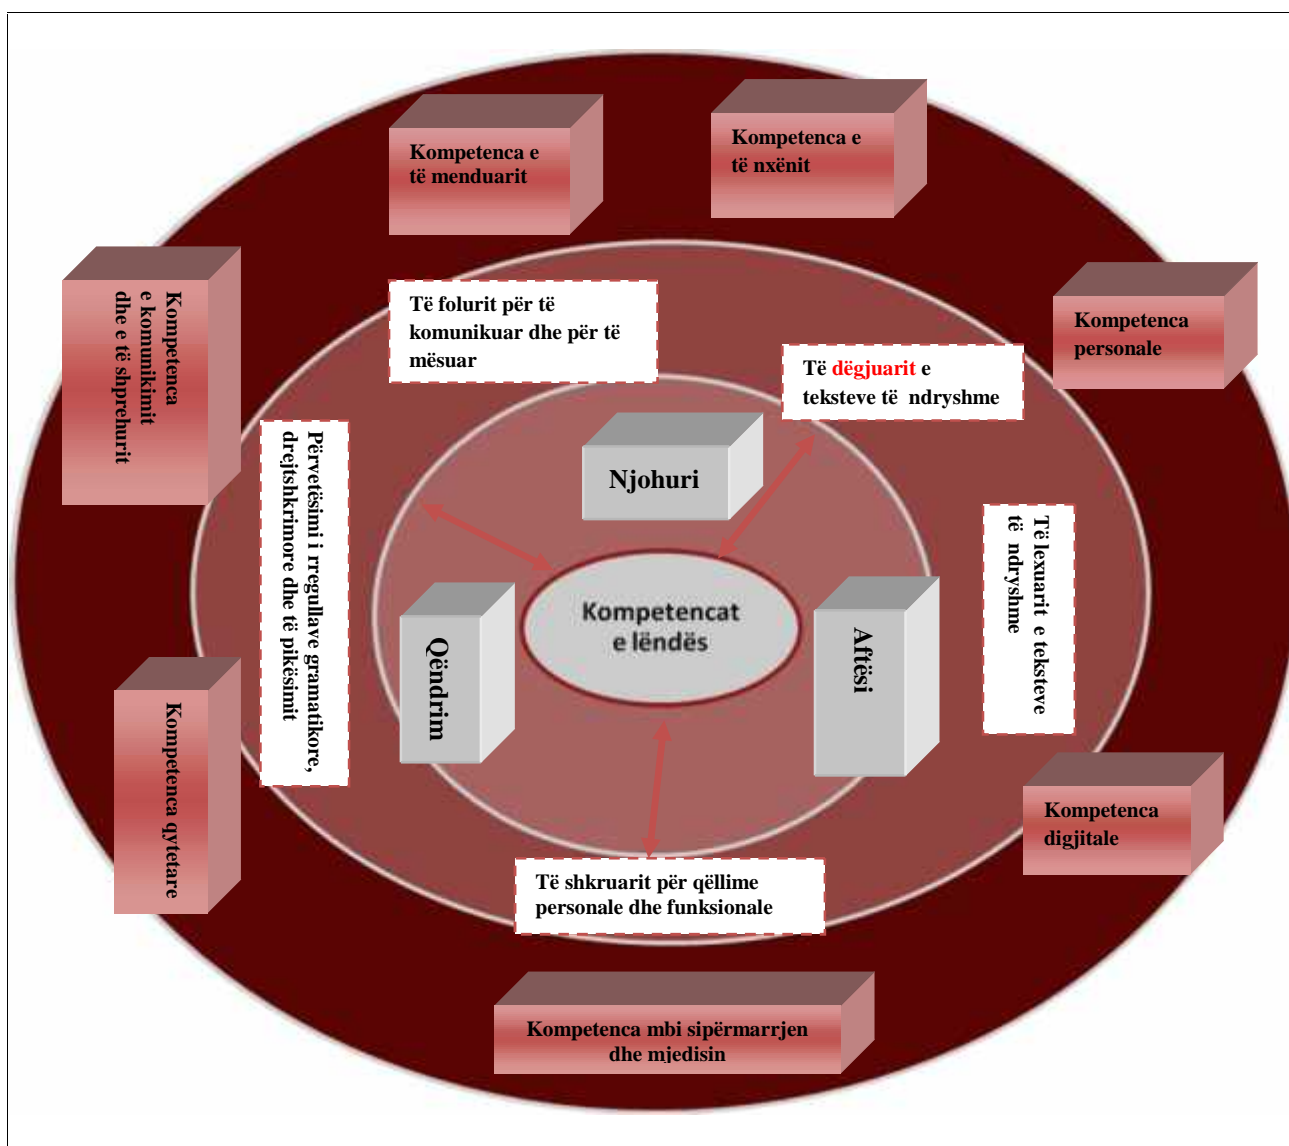 Kompetenca e
të menduarit
Kompetenca e
të nxënit
Kompetenca
e komunikimit
dhe e të shprehurit
Të folurit për të
komunikuar dhe për të
mësuar
Kompetenca
personale
Të dëgjuarit e
teksteve të ndryshme
Përvetësimi i rregullave gramatikore,
drejtshkrimore dhe të pikësimit
Njohuri
Të lexuarit e teksteve
të ndryshme
Kompetencat
e lëndës
Qëndrim
Aftësi
Kompetenca qytetare
Kompetenca
digjitale
Të shkruarit për qëllime
personale dhe funksionale
Kompetenca mbi sipërmarrjen
dhe mjedisin